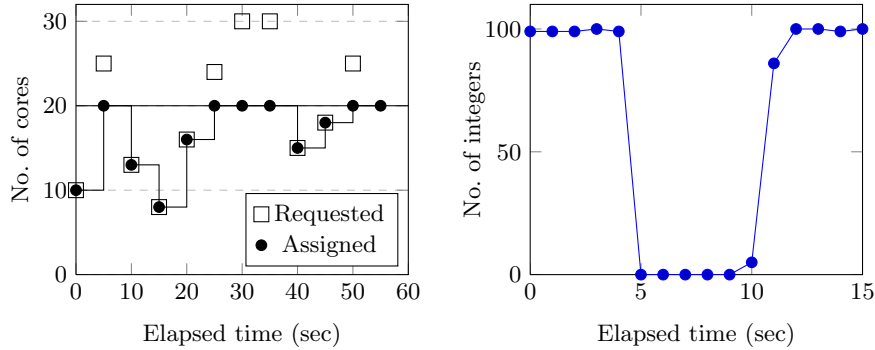 30
20
10
0
No. of cores
Requested
Assigned
0 10 20 30 40 50 60
Elapsed time (sec)
100
50
0
No. of integers
0 5 10 15
Elapsed time (sec)